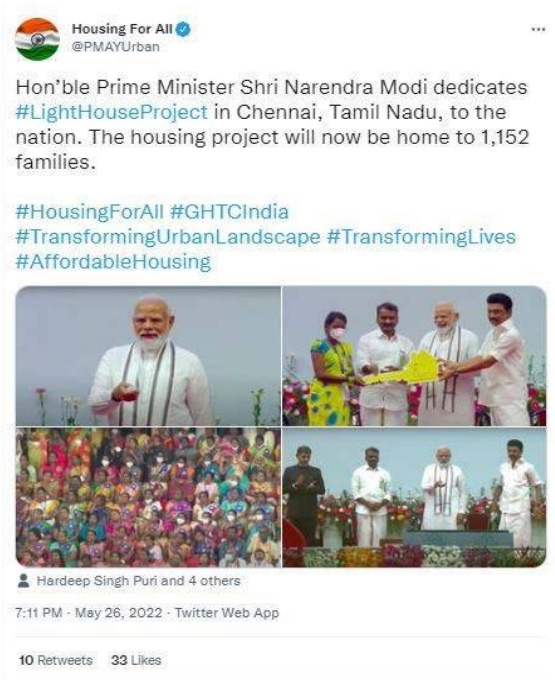 Housing For All
@PMAYUrban
Hon'ble Prime Minister Shri Narendra Modi dedicates
#LightHouseProject in Chennai, Tamil Nadu, to the
nation. The housing project will now be home to 1,152
families.
#HousingForAll #GHTCIndia
#TransformingUrbanLandscape #TransformingLives
#AffordableHousing
Hardeep Singh Puri and 4 others
7:11 PM · May 26, 2022 · Twitter Web App
10 Retweets 33 Likes